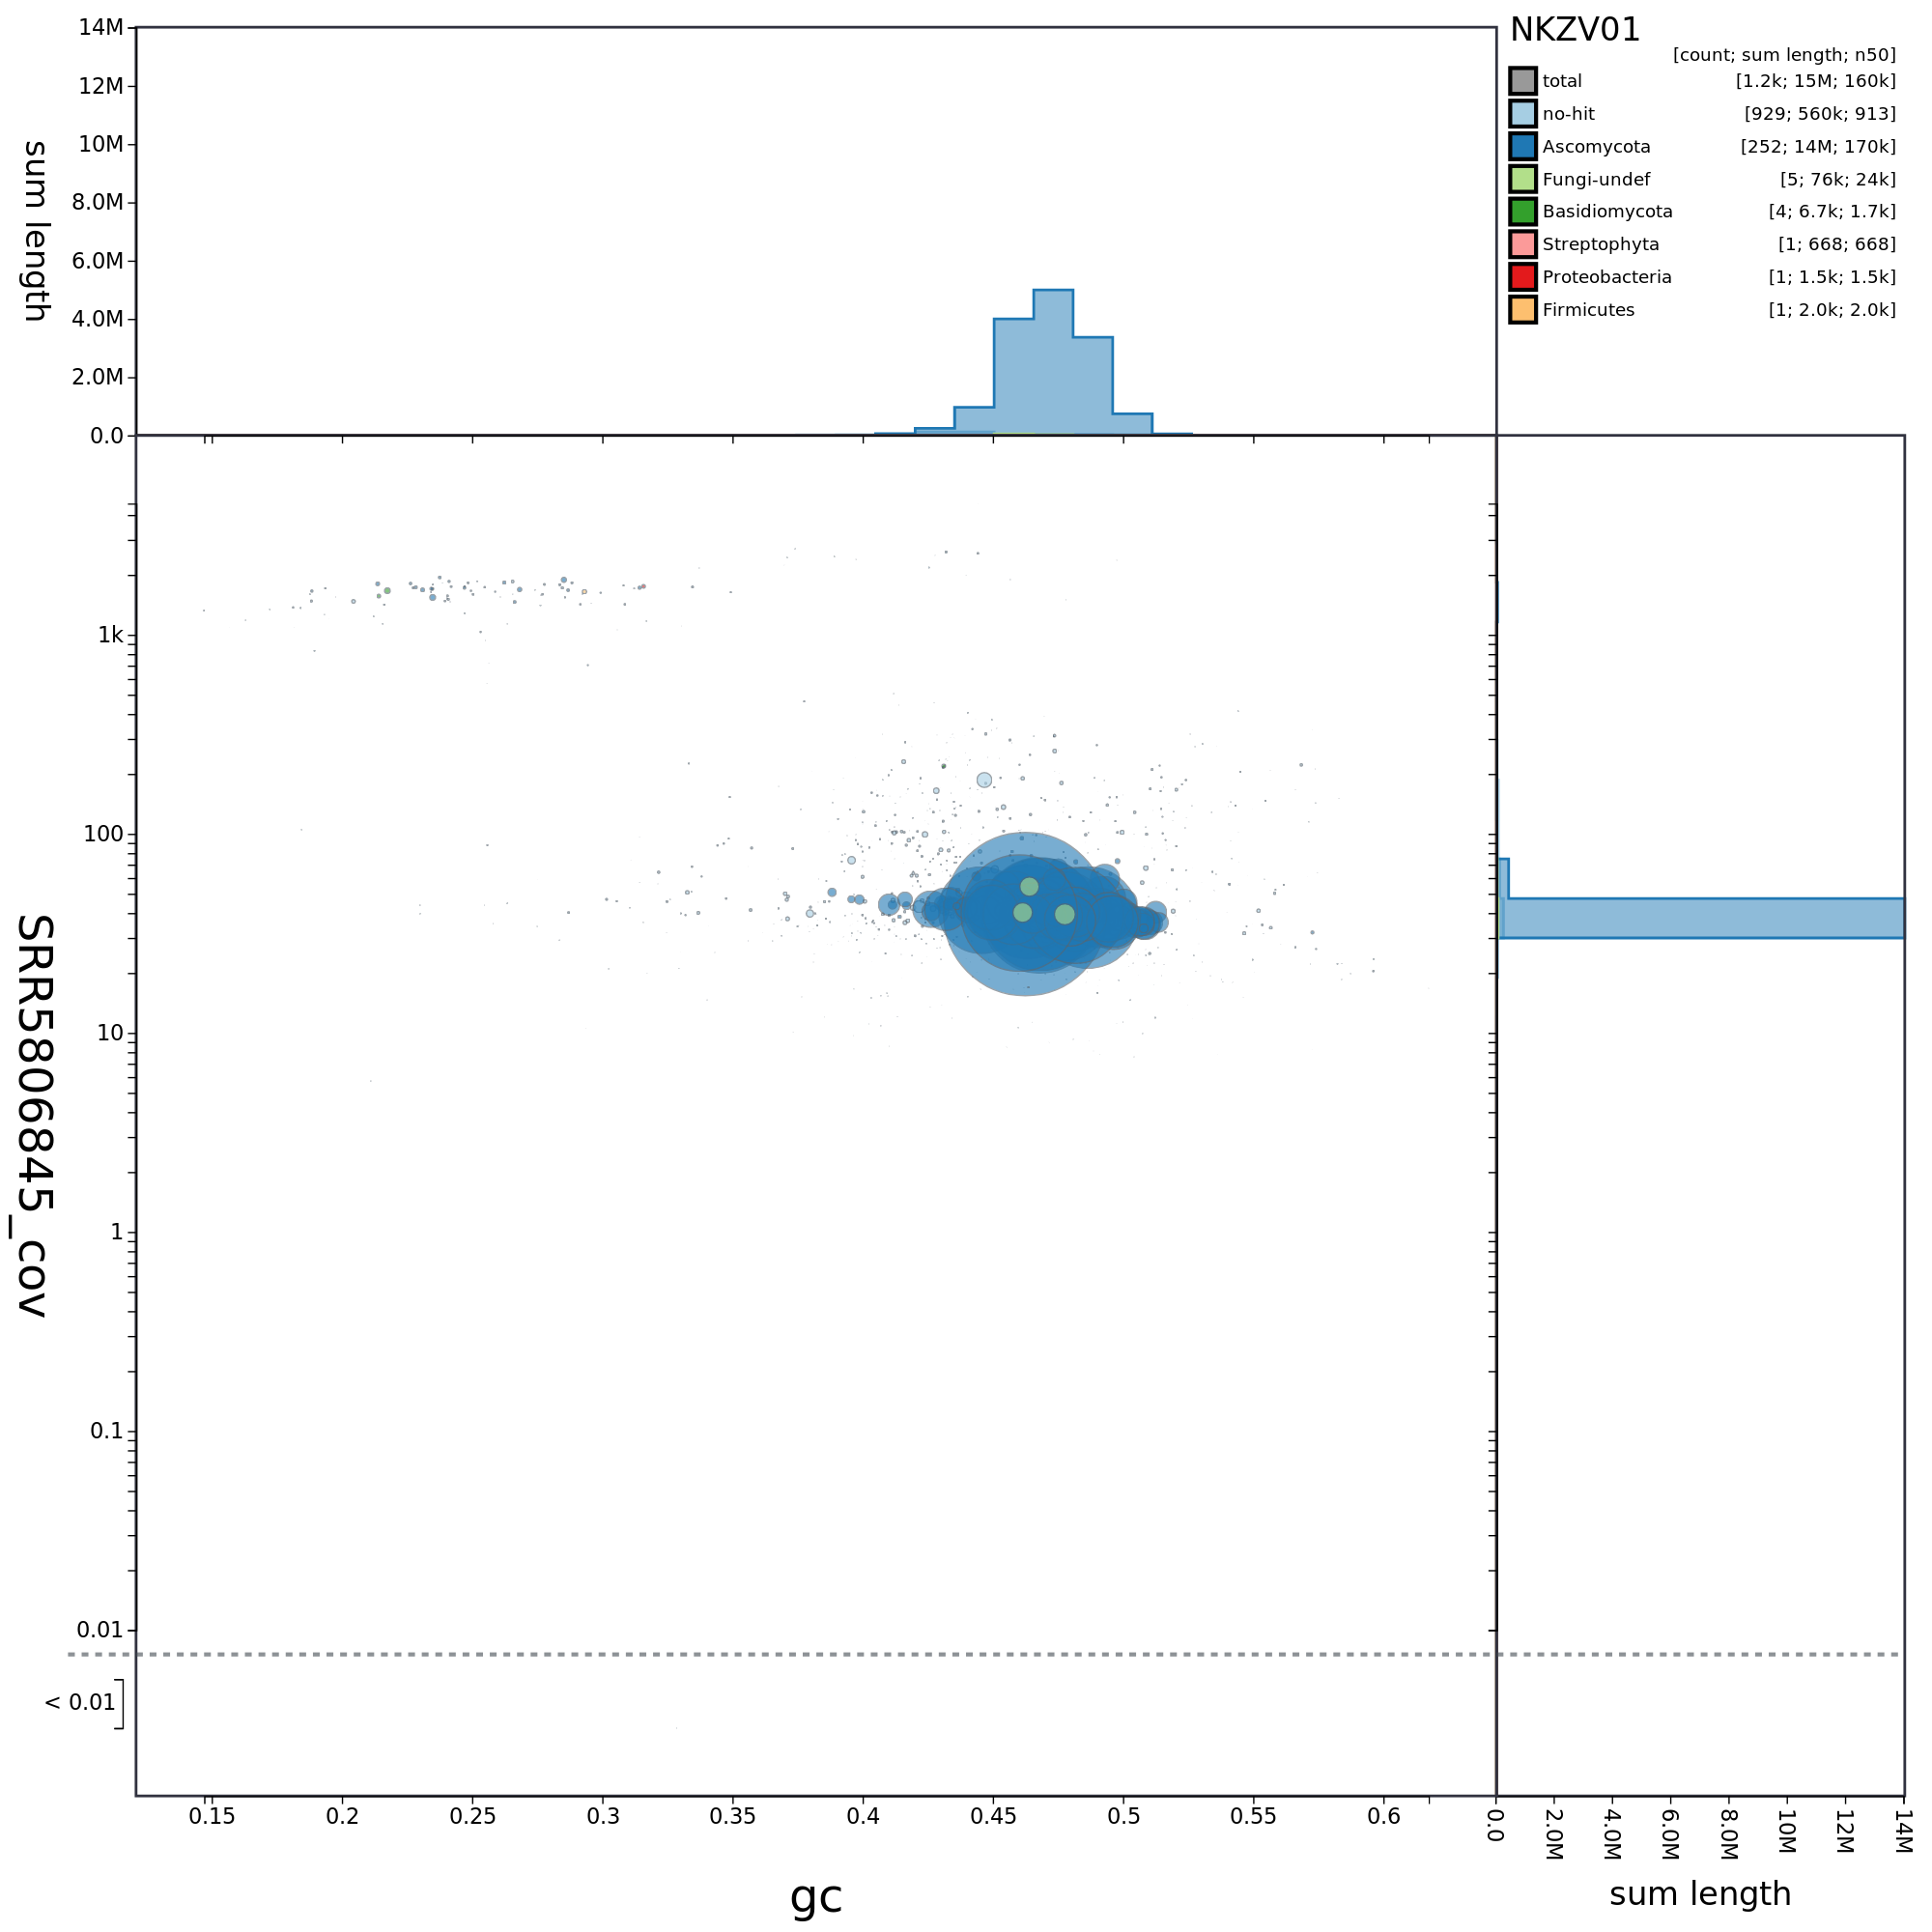 NKZV01
[count; sum length; n50]
total [1.2k; 15M; 160k]
no-hit [929; 560k; 913]
Ascomycota [252; 14M; 170k]
Fungi-undef [5; 76k; 24k]
Basidiomycota [4; 6.7k; 1.7k]
Streptophyta [1; 668; 668]
Proteobacteria [1; 1.5k; 1.5k]
Firmicutes [1; 2.0k; 2.0k]
sum length
14M
12M
10M
8.0M
6.0M
4.0M
2.0M
0.0
SRR5806845_cov
1k
100
10
1
0.1
0.01
< 0.01
0.15 0.2 0.25 0.3 0.35 0.4 0.45 0.5 0.55 0.6
gc
0.0 2.0M 4.0M 6.0M 8.0M 10M 12M 14M
sum length